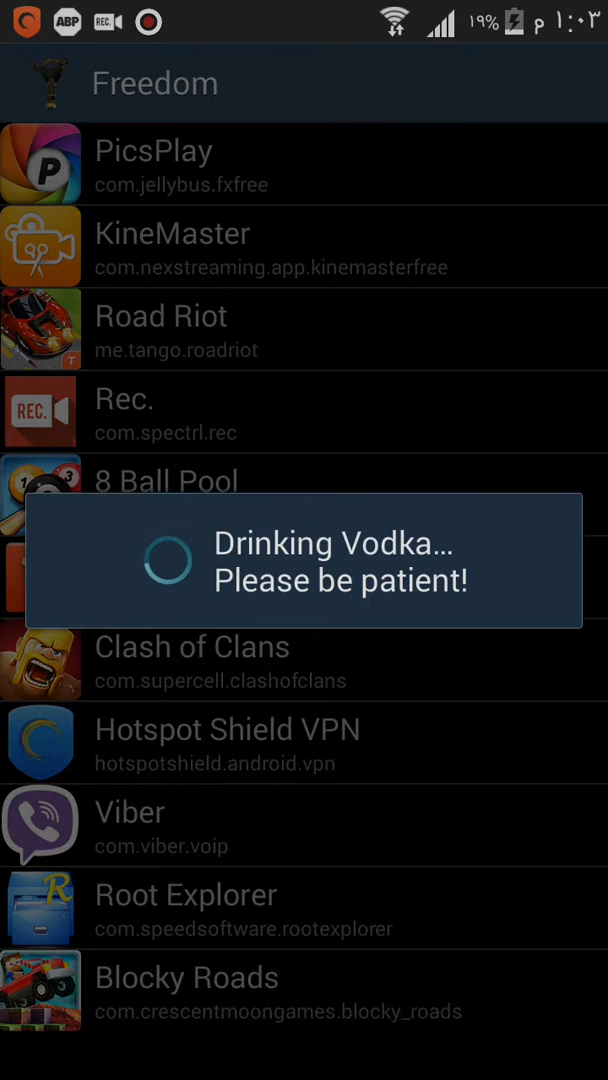 ABP
REC.
١٩%
م ١:٠٣
Freedom
PicsPlay
com.jellybus.fxfree
KineMaster
com.nexstreaming.app.kinemasterfree
Road Riot
me.tango.roadriot
REC.
Rec.
com.spectrl.rec
8 Ball Pool
Drinking Vodka...
Please be patient!
Clash of Clans
com.supercell.clashofclans
Hotspot Shield VPN
hotspotshield.android.vpn
Viber
com.viber.voip
Root Explorer
com.speedsoftware.rootexplorer
Blocky Roads
com.crescentmoongames.blocky_roads